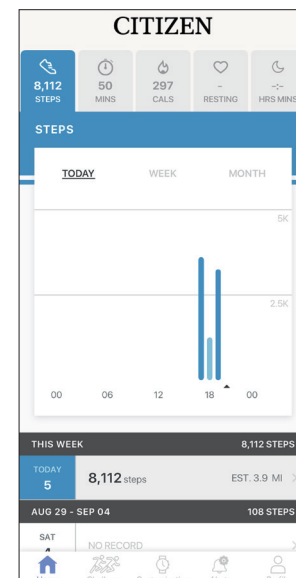 CITIZEN
8,112 50 297 - -:-
STEPS MINS CALS RESTING HRS MINS
STEPS
TODAY WEEK MONTH
5K
2.5K
00 06 12 18 00
THIS WEEK 8,112 STEPS
TODAY
5 8,112 steps EST. 3.9 MI
AUG 29 - SEP 04 108 STEPS
SAT
NO RECORD